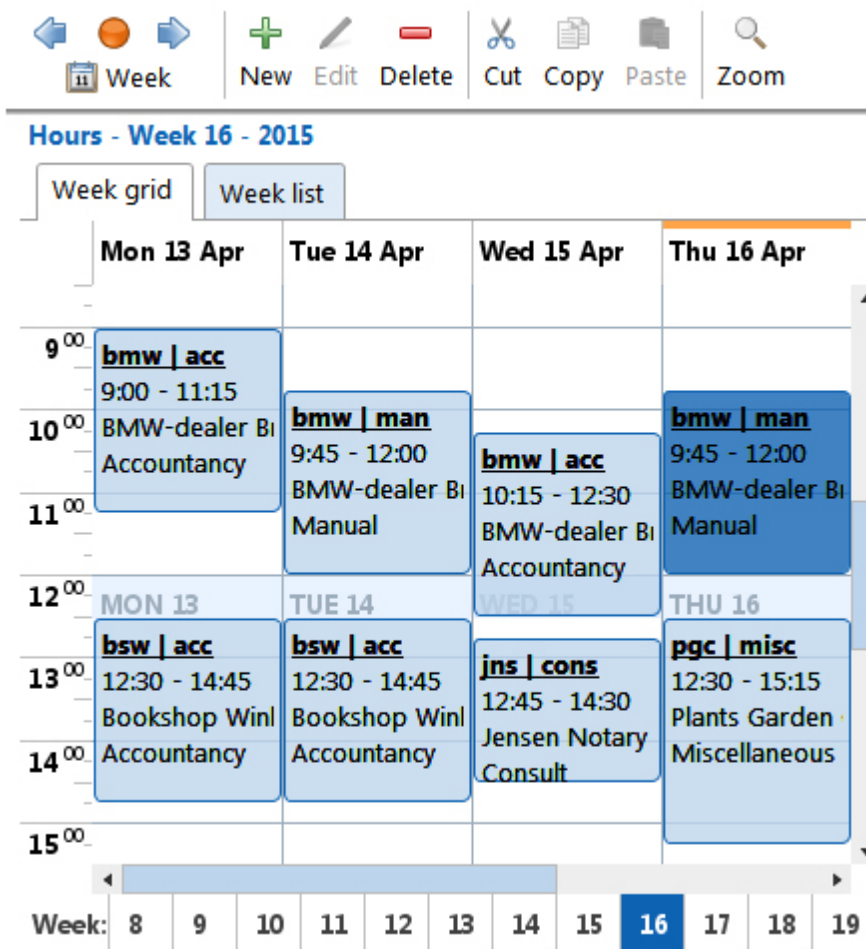 11 Week New Edit Delete Cut Copy Paste Zoom
Hours - Week 16 - 2015
Week grid Week list
Mon 13 Apr Tue 14 Apr Wed 15 Apr Thu 16 Apr
9 00
bmw | acc
9:00 - 11:15
BMW-dealer
Accountancy
bmw | man
9:45 - 12:00
BMW-dealer
Manual
bmw | acc
10:15 - 12:30
BMW-dealer
Accountancy
bmw | man
9:45 - 12:00
BMW-dealer
Manual
10 00
11 00
12 00
MON 13 TUE 14 WED 15 THU 16
bsw | acc
12:30 - 14:45
Bookshop
Accountancy
bsw | acc
12:30 - 14:45
Bookshop
Accountancy
jns | cons
12:45 - 14:30
Jensen Notary
Consult
pgc | misc
12:30 - 15:15
Plants Garden
Miscellaneous
13 00
14 00
15 00
Week: 8 9 10 11 12 13 14 15 16 17 18 19